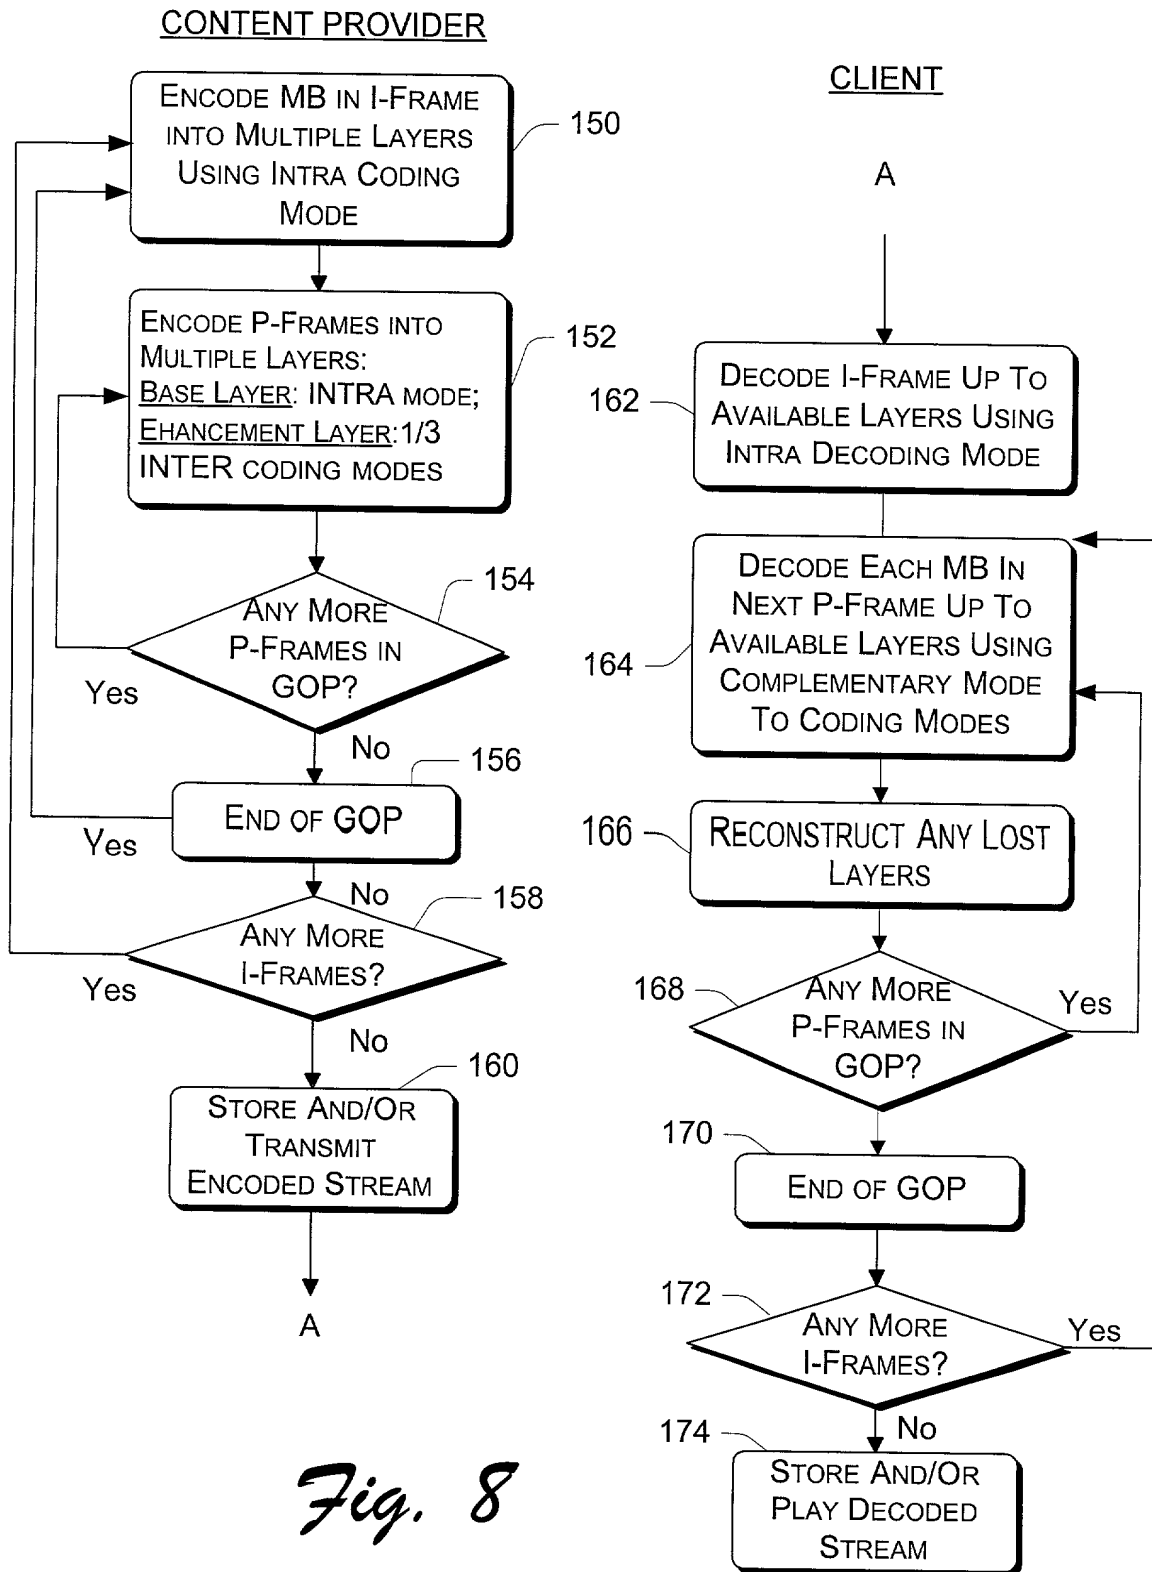 CONTENT PROVIDER
ENCODE MB IN I-FRAME
INTO MULTIPLE LAYERS
USING INTRA CODING
MODE
150
ENCODE P-FRAMES INTO
MULTIPLE LAYERS:
BASE LAYER: INTRA MODE;
EHANCEMENT LAYER:1/3
INTER CODING MODES
152
ANY MORE
P-FRAMES IN
GOP?
154
Yes
No
156
END OF GOP
Yes
No
158
ANY MORE
I-FRAMES?
Yes
No
160
STORE AND/OR
TRANSMIT
ENCODED STREAM
A
CLIENT
A
162
DECODE I-FRAME UP TO
AVAILABLE LAYERS USING
INTRA DECODING MODE
164
DECODE EACH MB IN
NEXT P-FRAME UP TO
AVAILABLE LAYERS USING
COMPLEMENTARY MODE
TO CODING MODES
166
RECONSTRUCT ANY LOST
LAYERS
168
ANY MORE
P-FRAMES IN
GOP?
Yes
170
END OF GOP
172
ANY MORE
I-FRAMES?
Yes
No
174
STORE AND/OR
PLAY DECODED
STREAM
Fig. 8